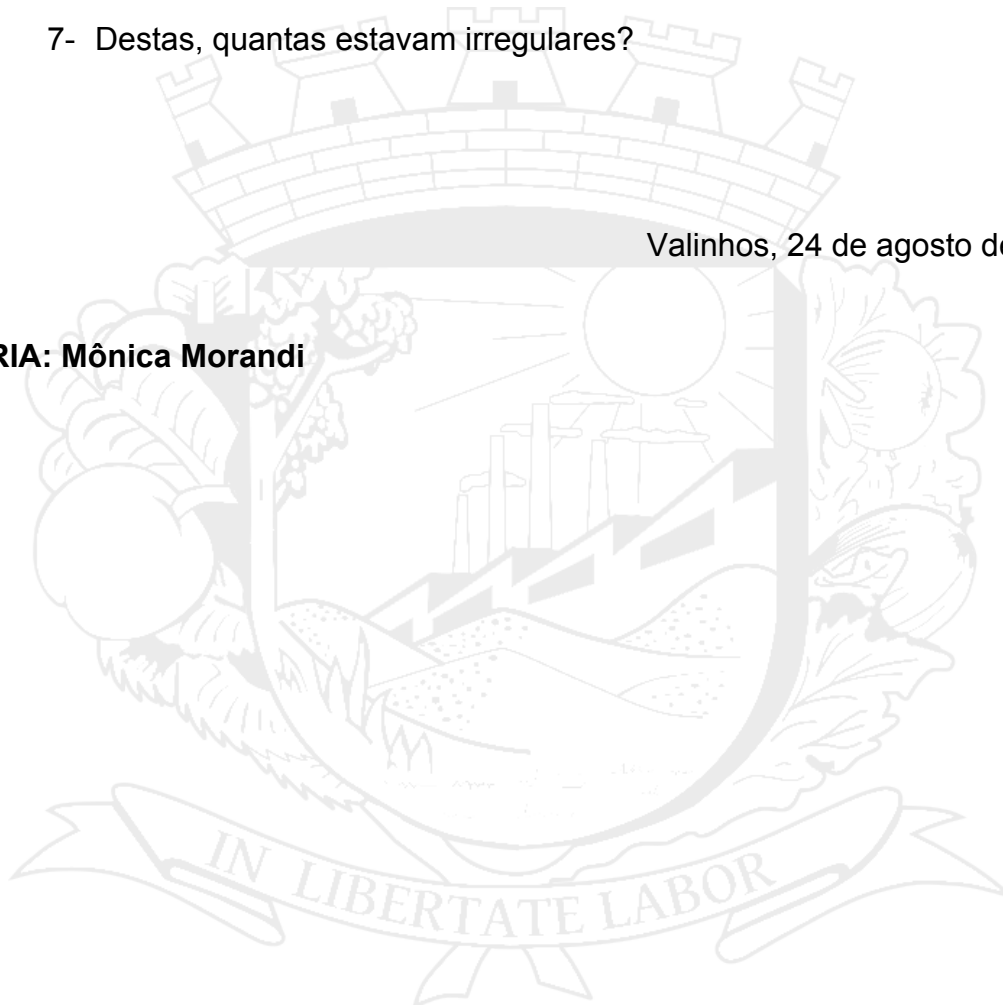 7- Destas, quantas estavam irregulares?
Valinhos, 24 de agosto de
RIA: Mônica Morandi
IN LIBERTATE LABOR